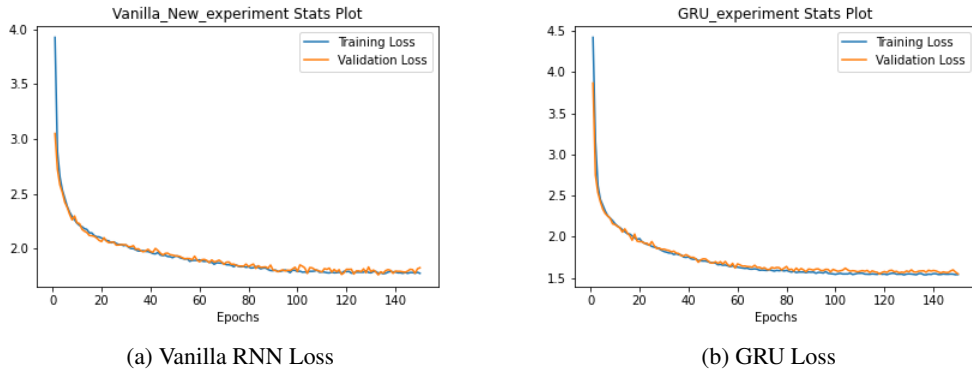 Vanilla_New_experiment Stats Plot
4.0
3.5
3.0
2.5
2.0
Training Loss
Validation Loss
0 20 40 60 80 100 120 140
Epochs
(a) Vanilla RNN Loss
GRU_experiment Stats Plot
4.5
4.0
3.5
3.0
2.5
2.0
1.5
Training Loss
Validation Loss
0 20 40 60 80 100 120 140
Epochs
(b) GRU Loss